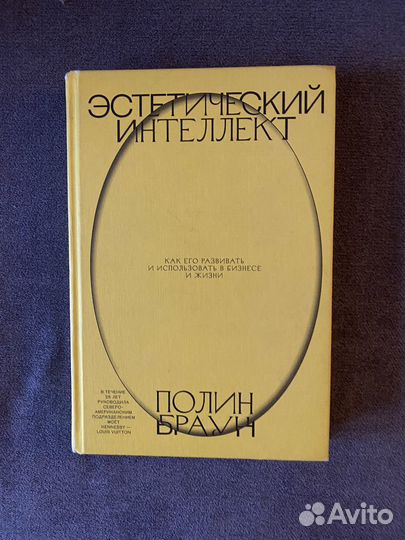 ЭСТЕТИЧЕСКИЙ
ИНТЕЛЛЕКТ
КАК ЕГО РАЗВИВАТЬ
И ИСПОЛЬЗОВАТЬ В БИЗНЕСЕ
И ЖИЗНИ
В ТЕЧЕНИЕ
25 ЛЕТ
РУКОВОДИЛА
СЕВЕРО-
АМЕРИКАНСКИМ
ПОДРАЗДЕЛЕНИЕМ
MOËT
HENNESSY —
LOUIS VUITTON
ПОЛИН
БРАУН
Avito